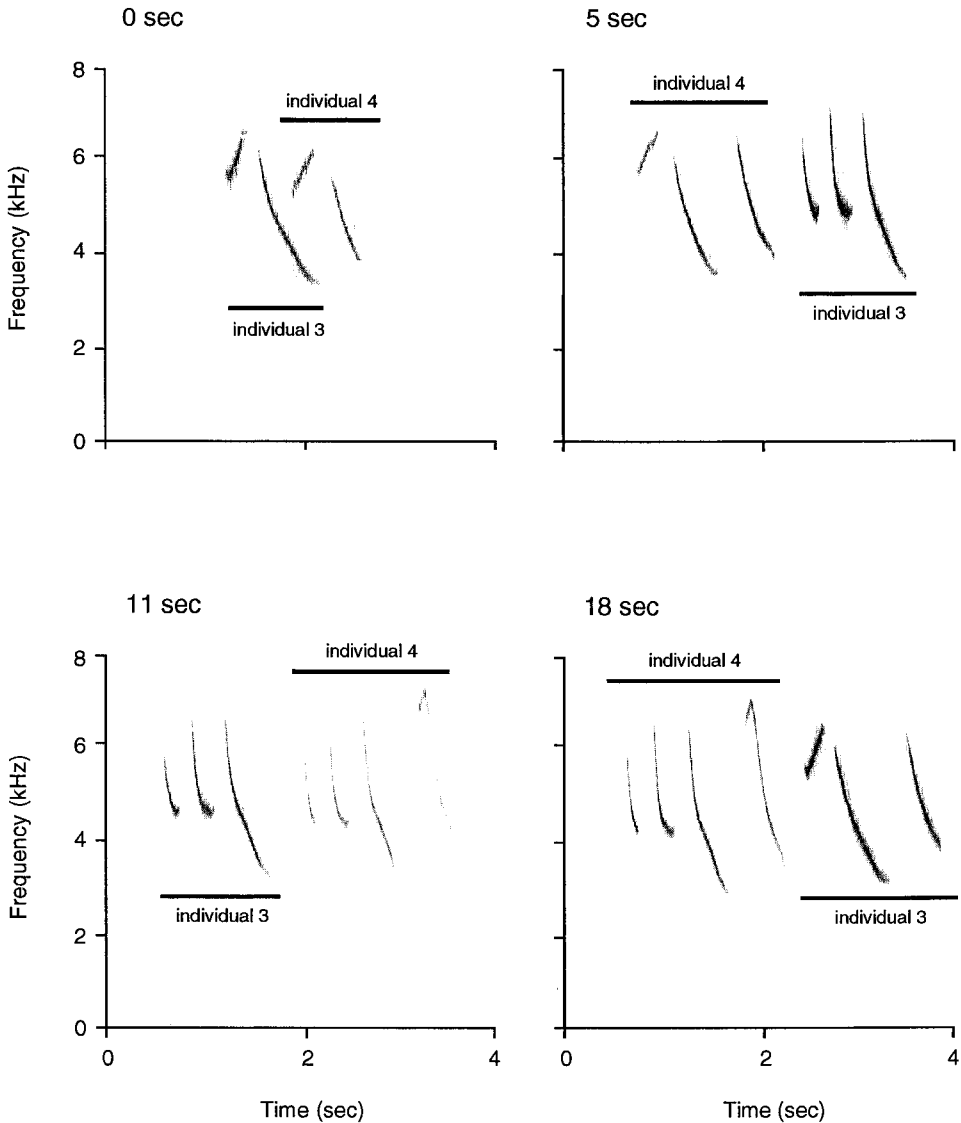 0 sec
8
6
4
2
0
Frequency (kHz)
individual 4
individual 3
5 sec
individual 4
individual 3
11 sec
8
6
4
2
0
Frequency (kHz)
individual 4
individual 3
0
2
4
Time (sec)
18 sec
individual 4
individual 3
0
2
4
Time (sec)